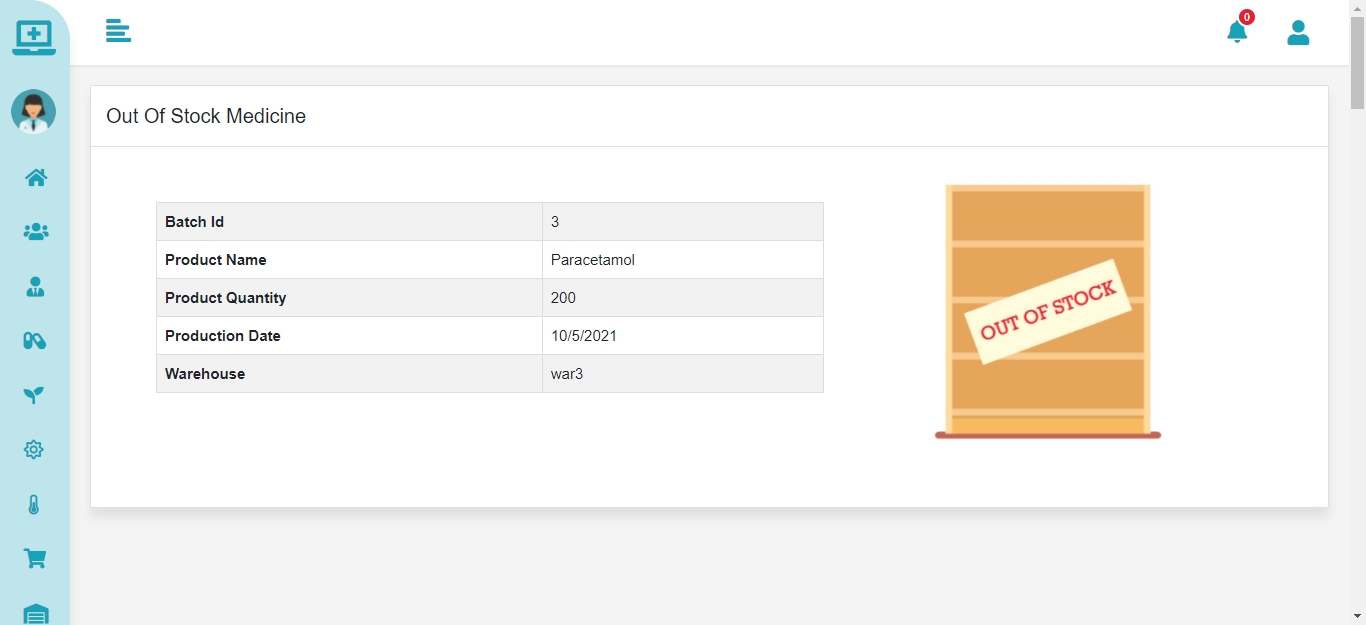 0
Out Of Stock Medicine
Batch Id 3
Product Name Paracetamol
Product Quantity 200
Production Date 10/5/2021
Warehouse war3
OUT OF STOCK